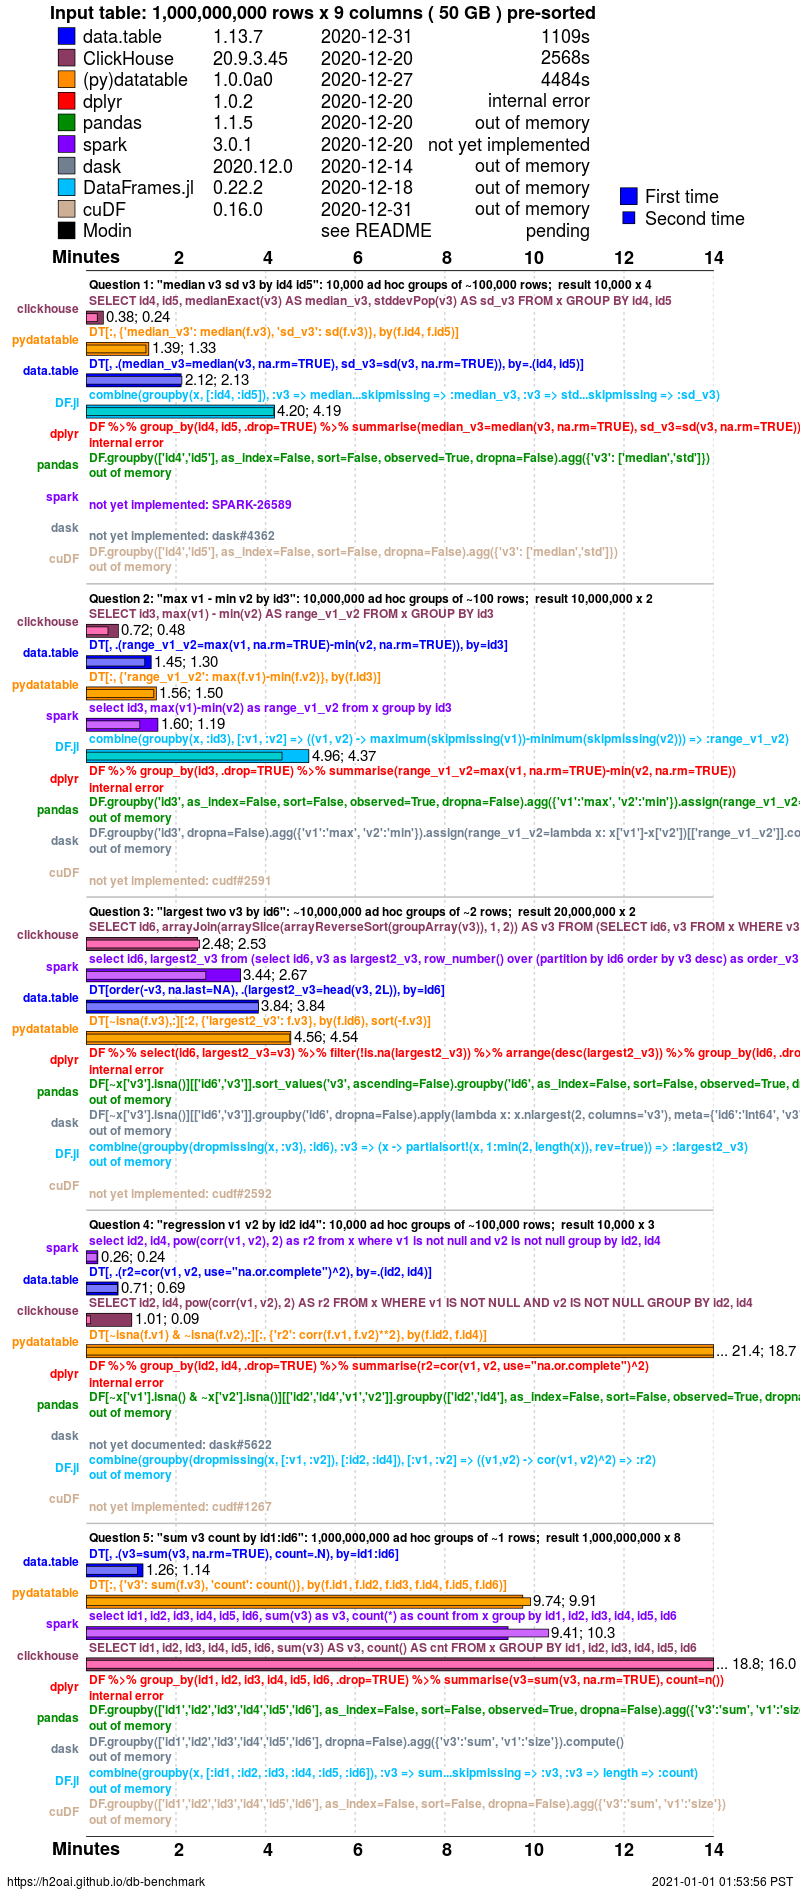 Input table: 1,000,000,000 rows x 9 columns ( 50 GB ) pre-sorted
data.table 1.13.7 2020-12-31 1109s
ClickHouse 20.9.3.45 2020-12-20 2568s
(py)datatable 1.0.0a0 2020-12-27 4484s
dplyr 1.0.2 2020-12-20 internal error
pandas 1.1.5 2020-12-20 out of memory
spark 3.0.1 2020-12-20 not yet implemented
dask 2020.12.0 2020-12-14 out of memory
DataFrames.jl 0.22.2 2020-12-18 out of memory
cuDF 0.16.0 2020-12-31 out of memory
Modin see README pending
First time
Second time
Minutes 2 4 6 8 10 12 14
Question 1: "median v3 sd v3 by id4 id5": 10,000 ad hoc groups of ~100,000 rows; result 10,000 x 4
SELECT id4, id5, medianExact(v3) AS median_v3, stddevPop(v3) AS sd_v3 FROM x GROUP BY id4, id5
clickhouse 0.38; 0.24
DT[:, {'median_v3': median(f.v3), 'sd_v3': sd(f.v3)}, by(f.id4, f.id5)]
pydatatable 1.39; 1.33
DT[, .(median_v3=median(v3, na.rm=TRUE), sd_v3=sd(v3, na.rm=TRUE)), by=.(id4, id5)]
data.table 2.12; 2.13
combine(groupby(x, [:id4, :id5]), :v3 => median...skipmissing => :median_v3, :v3 => std...skipmissing => :sd_v3)
DF.jl 4.20; 4.19
DF %>% group_by(id4, id5, .drop=TRUE) %>% summarise(median_v3=median(v3, na.rm=TRUE), sd_v3=sd(v3, na.rm=TRUE))
dplyr internal error
DF.groupby(['id4','id5'], as_index=False, sort=False, observed=True, dropna=False).agg({'v3': ['median','std']})
pandas out of memory
spark not yet implemented: SPARK-26589
dask not yet implemented: dask#4362
DF.groupby(['id4','id5'], as_index=False, sort=False, dropna=False).agg({'v3': ['median','std']})
cuDF out of memory
Question 2: "max v1 - min v2 by id3": 10,000,000 ad hoc groups of ~100 rows; result 10,000,000 x 2
SELECT id3, max(v1) - min(v2) AS range_v1_v2 FROM x GROUP BY id3
clickhouse 0.72; 0.48
DT[, .(range_v1_v2=max(v1, na.rm=TRUE)-min(v2, na.rm=TRUE)), by=id3]
data.table 1.45; 1.30
DT[:, {'range_v1_v2': max(f.v1)-min(f.v2)}, by(f.id3)]
pydatatable 1.56; 1.50
select id3, max(v1)-min(v2) as range_v1_v2 from x group by id3
spark 1.60; 1.19
combine(groupby(x, :id3), [:v1, :v2] => ((v1, v2) -> maximum(skipmissing(v1))-minimum(skipmissing(v2))) => :range_v1_v2)
DF.jl 4.96; 4.37
DF %>% group_by(id3, .drop=TRUE) %>% summarise(range_v1_v2=max(v1, na.rm=TRUE)-min(v2, na.rm=TRUE))
dplyr internal error
DF.groupby('id3', as_index=False, sort=False, observed=True, dropna=False).agg({'v1':'max', 'v2':'min'}).assign(range_v1_v2=
pandas out of memory
DF.groupby('id3', dropna=False).agg({'v1':'max', 'v2':'min'}).assign(range_v1_v2=lambda x: x['v1']-x['v2'])[['range_v1_v2']].co
dask out of memory
cuDF not yet implemented: cudf#2591
Question 3: "largest two v3 by id6": ~10,000,000 ad hoc groups of ~2 rows; result 20,000,000 x 2
SELECT id6, arrayJoin(arraySlice(arrayReverseSort(groupArray(v3)), 1, 2)) AS v3 FROM (SELECT id6, v3 FROM x WHERE v3
clickhouse 2.48; 2.53
select id6, largest2_v3 from (select id6, v3 as largest2_v3, row_number() over (partition by id6 order by v3 desc) as order_v3
spark 3.44; 2.67
DT[order(-v3, na.last=NA), .(largest2_v3=head(v3, 2L)), by=id6]
data.table 3.84; 3.84
DT[~isna(f.v3),:][:2, {'largest2_v3': f.v3}, by(f.id6), sort(-f.v3)]
pydatatable 4.56; 4.54
DF %>% select(id6, largest2_v3=v3) %>% filter(!is.na(largest2_v3)) %>% arrange(desc(largest2_v3)) %>% group_by(id6, .dro
dplyr internal error
DF[~x['v3'].isna()][['id6','v3']].sort_values('v3', ascending=False).groupby('id6', as_index=False, sort=False, observed=True, d
pandas out of memory
DF[~x['v3'].isna()][['id6','v3']].groupby('id6', dropna=False).apply(lambda x: x.nlargest(2, columns='v3'), meta={'id6':'Int64', 'v3'
dask out of memory
combine(groupby(dropmissing(x, :v3), :id6), :v3 => (x -> partialsort!(x, 1:min(2, length(x)), rev=true)) => :largest2_v3)
DF.jl out of memory
cuDF not yet implemented: cudf#2592
Question 4: "regression v1 v2 by id2 id4": 10,000 ad hoc groups of ~100,000 rows; result 10,000 x 3
select id2, id4, pow(corr(v1, v2), 2) as r2 from x where v1 is not null and v2 is not null group by id2, id4
spark 0.26; 0.24
DT[, .(r2=cor(v1, v2, use="na.or.complete")^2), by=.(id2, id4)]
data.table 0.71; 0.69
SELECT id2, id4, pow(corr(v1, v2), 2) AS r2 FROM x WHERE v1 IS NOT NULL AND v2 IS NOT NULL GROUP BY id2, id4
clickhouse 1.01; 0.09
DT[~isna(f.v1) & ~isna(f.v2),:][:, {'r2': corr(f.v1, f.v2)**2}, by(f.id2, f.id4)]
pydatatable ... 21.4; 18.7
DF %>% group_by(id2, id4, .drop=TRUE) %>% summarise(r2=cor(v1, v2, use="na.or.complete")^2)
dplyr internal error
DF[~x['v1'].isna() & ~x['v2'].isna()][['id2','id4','v1','v2']].groupby(['id2','id4'], as_index=False, sort=False, observed=True, dropna
pandas out of memory
dask not yet documented: dask#5622
combine(groupby(dropmissing(x, [:v1, :v2]), [:id2, :id4]), [:v1, :v2] => ((v1,v2) -> cor(v1, v2)^2) => :r2)
DF.jl out of memory
cuDF not yet implemented: cudf#1267
Question 5: "sum v3 count by id1:id6": 1,000,000,000 ad hoc groups of ~1 rows; result 1,000,000,000 x 8
DT[, .(v3=sum(v3, na.rm=TRUE), count=.N), by=id1:id6]
data.table 1.26; 1.14
DT[:, {'v3': sum(f.v3), 'count': count()}, by(f.id1, f.id2, f.id3, f.id4, f.id5, f.id6)]
pydatatable 9.74; 9.91
select id1, id2, id3, id4, id5, id6, sum(v3) as v3, count(*) as count from x group by id1, id2, id3, id4, id5, id6
spark 9.41; 10.3
SELECT id1, id2, id3, id4, id5, id6, sum(v3) AS v3, count() AS cnt FROM x GROUP BY id1, id2, id3, id4, id5, id6
clickhouse ... 18.8; 16.0
DF %>% group_by(id1, id2, id3, id4, id5, id6, .drop=TRUE) %>% summarise(v3=sum(v3, na.rm=TRUE), count=n())
dplyr internal error
DF.groupby(['id1','id2','id3','id4','id5','id6'], as_index=False, sort=False, observed=True, dropna=False).agg({'v3':'sum', 'v1':'size
pandas out of memory
DF.groupby(['id1','id2','id3','id4','id5','id6'], dropna=False).agg({'v3':'sum', 'v1':'size'}).compute()
dask out of memory
combine(groupby(x, [:id1, :id2, :id3, :id4, :id5, :id6]), :v3 => sum...skipmissing => :v3, :v3 => length => :count)
DF.jl out of memory
DF.groupby(['id1','id2','id3','id4','id5','id6'], as_index=False, sort=False, dropna=False).agg({'v3':'sum', 'v1':'size'})
cuDF out of memory
Minutes 2 4 6 8 10 12 14
https://h2oai.github.io/db-benchmark 2021-01-01 01:53:56 PST